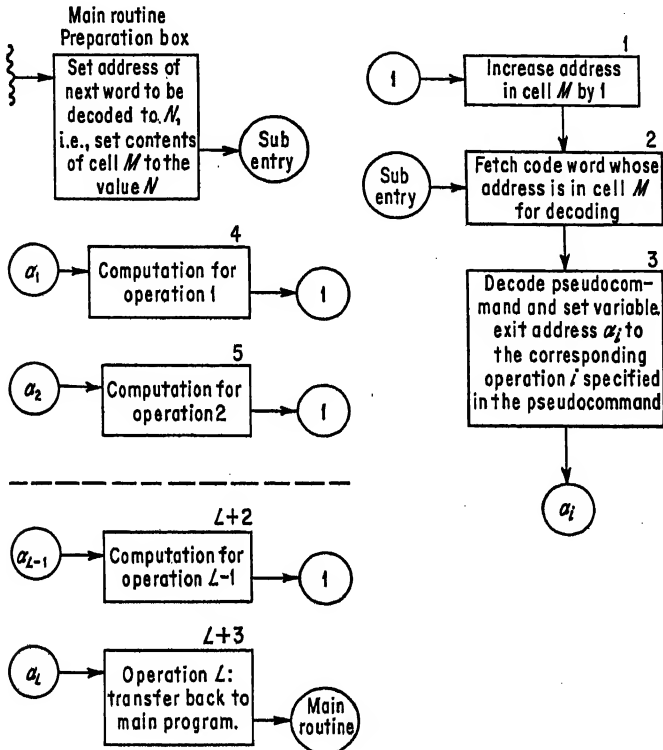 Main routine
Preparation box
Set address of
next word to be
decoded to N,
i.e., set contents
of cell M to the
value N
Sub
entry
α1
4
Computation for
operation 1
1
α2
5
Computation for
operation 2
1
αL-1
L+2
Computation for
operation L-1
1
αL
L+3
Operation L:
transfer back to
main program.
Main
routine
1
1
Increase address
in cell M by 1
Sub
entry
2
Fetch code word whose
address is in cell M
for decoding
3
Decode pseudocom-
mand and set variable
exit address αi to
the corresponding
operation i specified
in the pseudocommand
αi